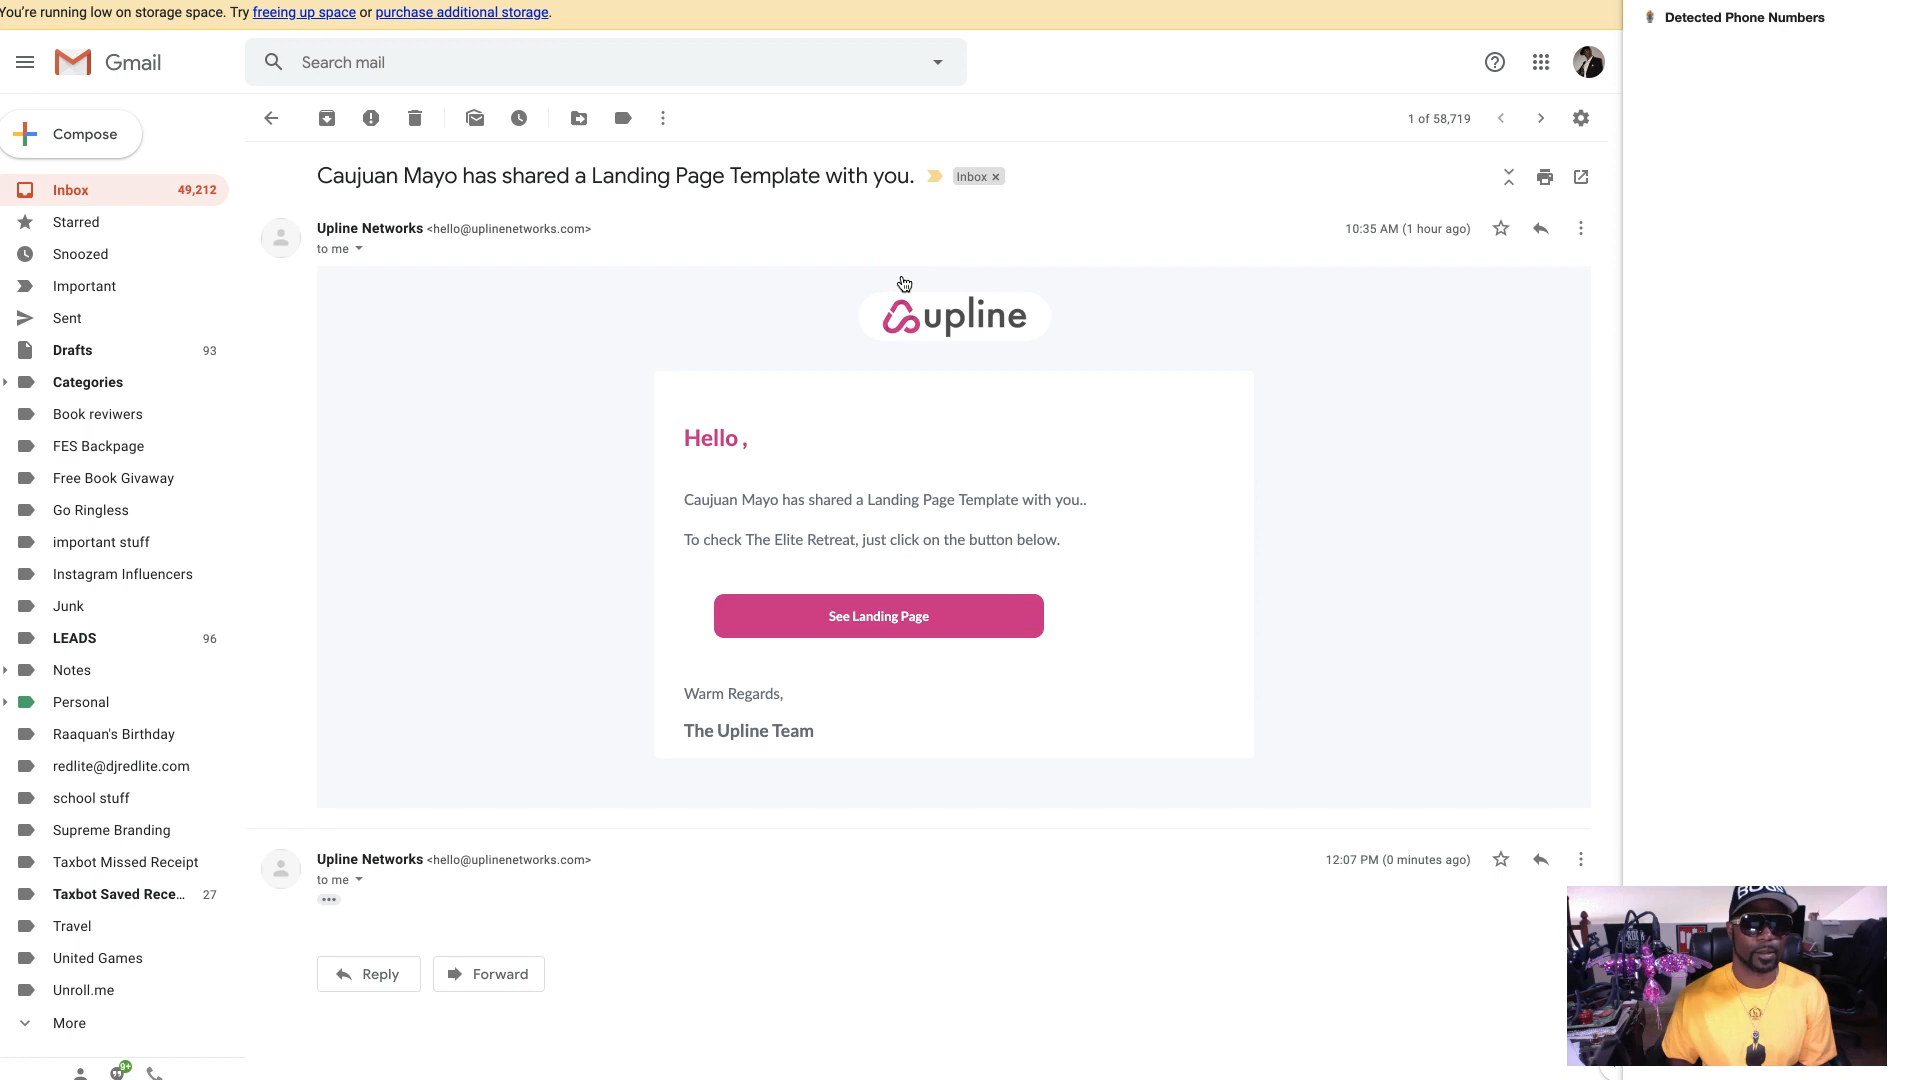 You're running low on storage space. Try freeing up space or purchase additional storage.
Detected Phone Numbers
Gmail
Search mail
Compose
1 of 58,719
Inbox 49,212
Starred
Snoozed
Important
Sent
Drafts 93
Categories
Book reviwers
FES Backpage
Free Book Givaway
Go Ringless
important stuff
Instagram Influencers
Junk
LEADS 96
Notes
Personal
Raaquan's Birthday
redlite@djredlite.com
school stuff
Supreme Branding
Taxbot Missed Receipt
Taxbot Saved Rece... 27
Travel
United Games
Unroll.me
More
9+
Caujuan Mayo has shared a Landing Page Template with you. Inbox x
Upline Networks <hello@uplinenetworks.com> 10:35 AM (1 hour ago)
to me
upline
Hello ,
Caujuan Mayo has shared a Landing Page Template with you..
To check The Elite Retreat, just click on the button below.
See Landing Page
Warm Regards,
The Upline Team
Upline Networks <hello@uplinenetworks.com> 12:07 PM (0 minutes ago)
to me
Reply Forward